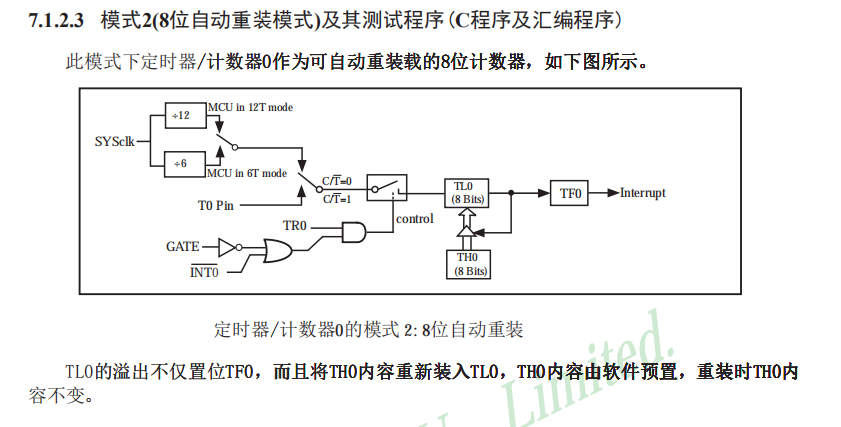 7.1.2.3 模式2(8位自动重装模式)及其测试程序(C程序及汇编程序)
此模式下定时器/计数器0作为可自动重装载的8位计数器，如下图所示。
MCU in 12T mode
÷12
SYSclk
÷6
MCU in 6T mode
C/T̅=0
C/T̅=1
T0 Pin
TL0
(8 Bits)
TF0
Interrupt
TR0
control
GATE
I̅N̅T̅0̅
TH0
(8 Bits)
定时器/计数器0的模式 2: 8位自动重装
TL0的溢出不仅置位TF0，而且将TH0内容重新装入TL0，TH0内容由软件预置，重装时TH0内
容不变。
Limited.